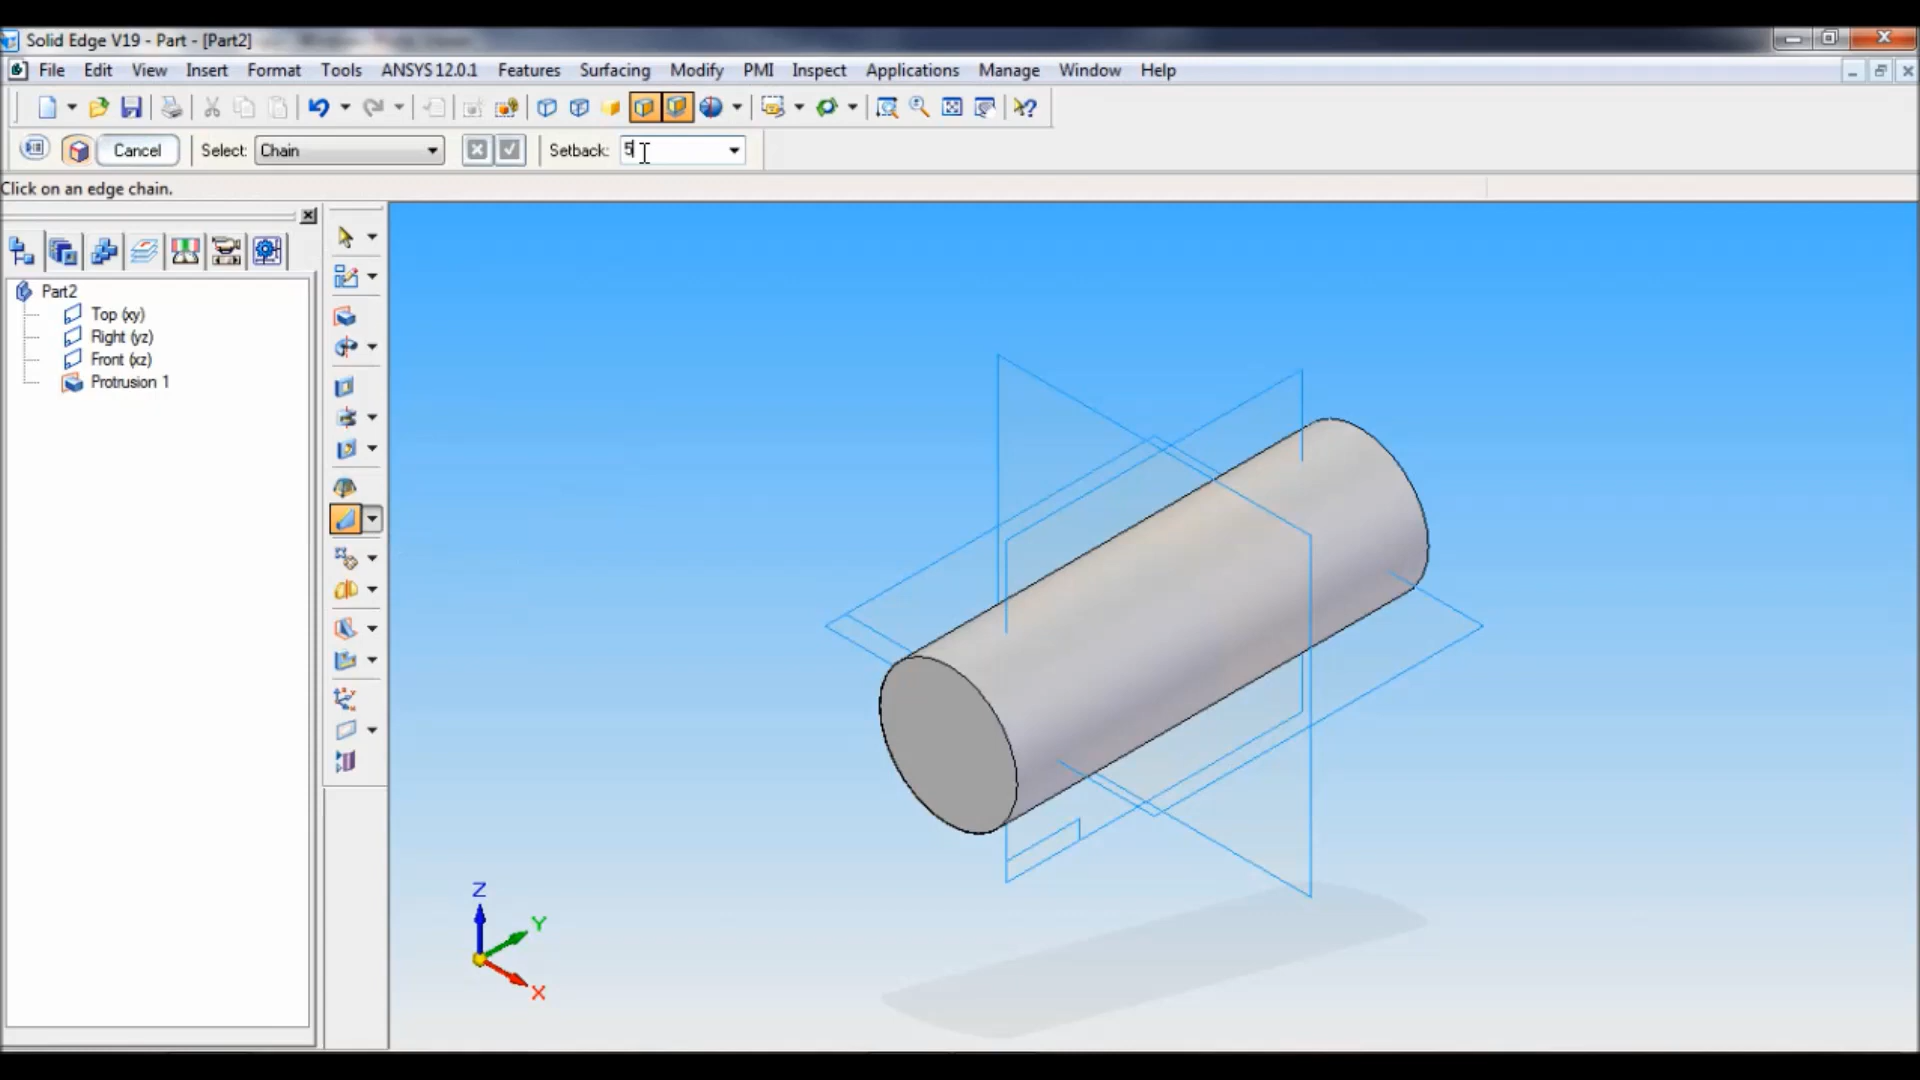 Solid Edge V19 - Part - [Part2]
File Edit View Insert Format Tools ANSYS 12.0.1 Features Surfacing Modify PMI Inspect Applications Manage Window Help
Cancel Select: Chain Setback: 5
Click on an edge chain.
Part2
Top (xy)
Right (yz)
Front (xz)
Protrusion 1
Z
Y
X